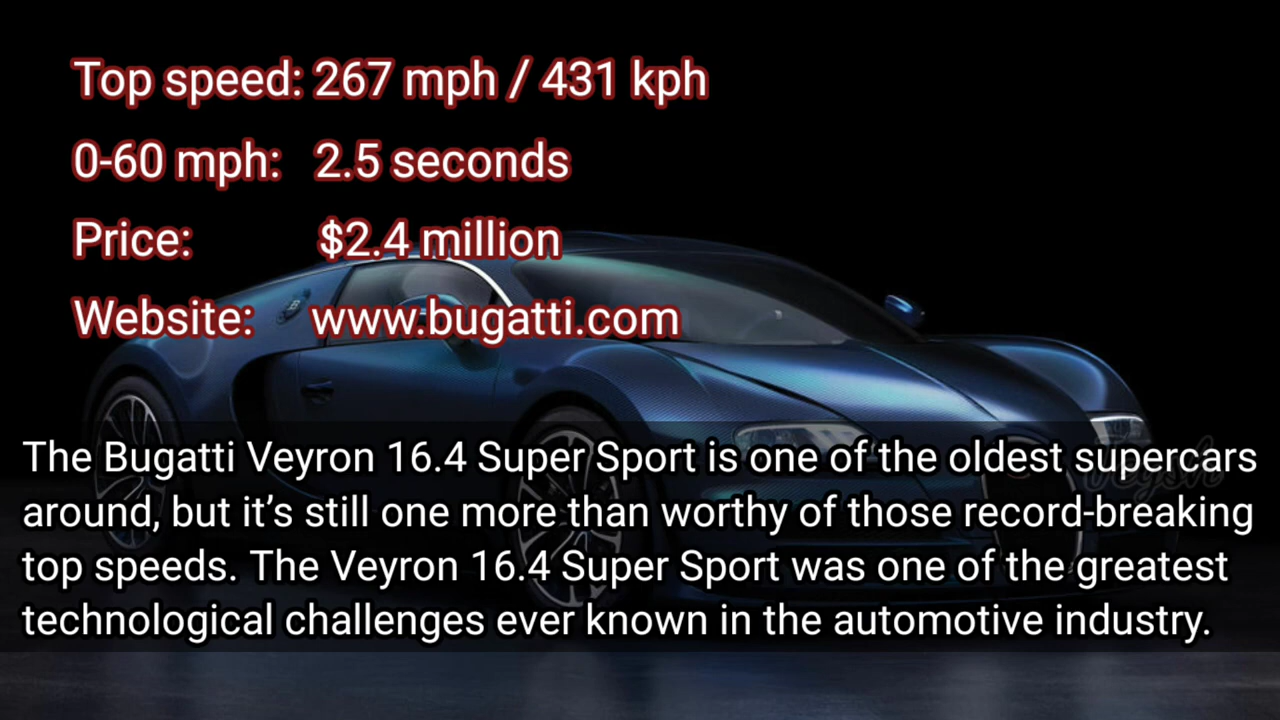 Top speed: 267 mph / 431 kph
0-60 mph: 2.5 seconds
Price: $2.4 million
Website: www.bugatti.com
The Bugatti Veyron 16.4 Super Sport is one of the oldest supercars
around, but it’s still one more than worthy of those record-breaking
top speeds. The Veyron 16.4 Super Sport was one of the greatest
technological challenges ever known in the automotive industry.